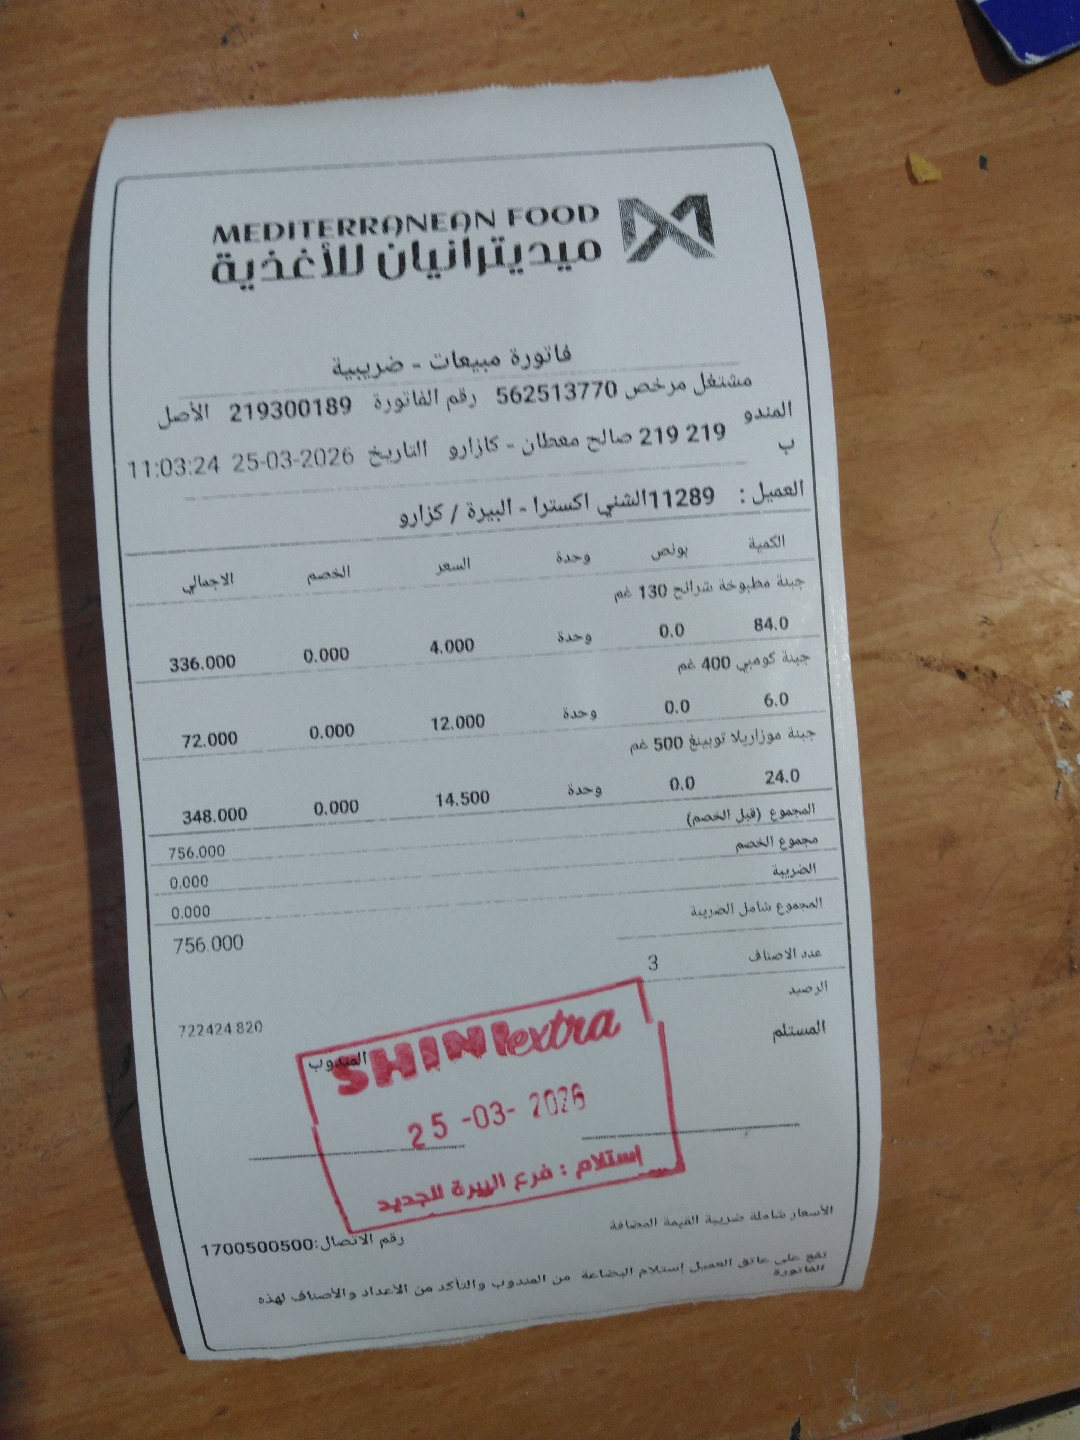 MEDITERRANEAN FOOD
ميديترانيان للأغذية
فاتورة مبيعات - ضريبية
مشتغل مرخص 562513770 رقم الفاتورة 219300189 الأصل
المندوب 219 219 صالح معطان - كازارو التاريخ 25-03-2026 11:03:24
العميل : 11289الشني اكسترا - البيرة / كزارو
الكمية بونص وحدة السعر الخصم الاجمالي
جبنة مطبوخة شرائح 130 غم
84.0 0.0 وحدة 4.000 0.000 336.000
جبنة كومبي 400 غم
6.0 0.0 وحدة 12.000 0.000 72.000
جبنة موزاريلا توبينغ 500 غم
24.0 0.0 وحدة 14.500 0.000 348.000
المجموع (قبل الخصم) 756.000
مجموع الخصم 0.000
الضريبة 0.000
المجموع شامل الضريبة 756.000
عدد الاصناف 3
الرصيد 722424.820
المستلم المندوب
SHINI extra
25 -03- 2026
إستلام : فرع البيرة الجديد
الأسعار شاملة ضريبة القيمة المضافة
رقم الاتصال:1700500500
تقع على عاتق العميل إستلام البضاعة من المندوب والتأكد من الأعداد والأصناف لهذه
الفاتورة